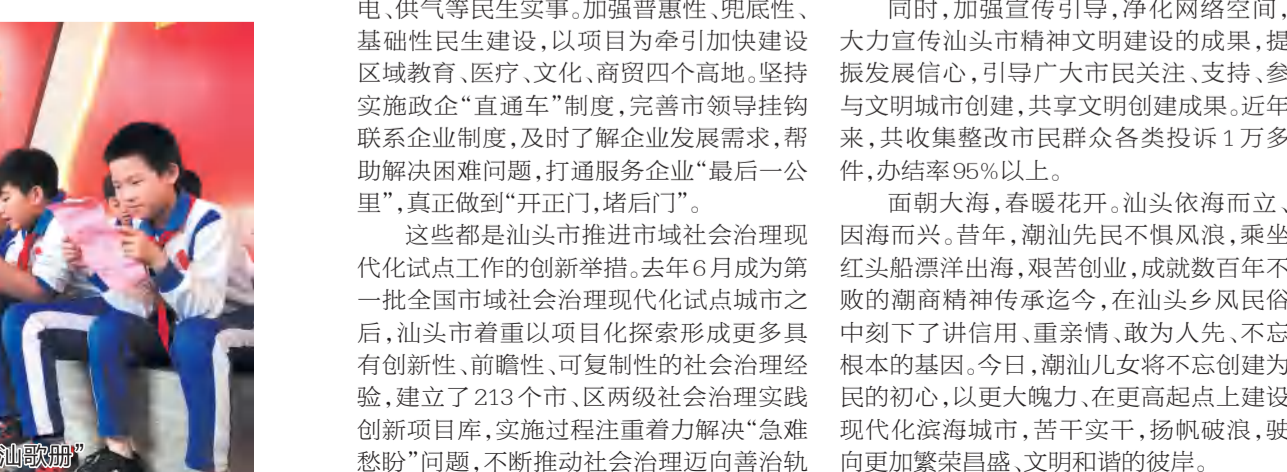 电、供气等民生实事。加强普惠性、兜底性、
基础性民生建设,以项目为牵引加快建设
区域教育、医疗、文化、商贸四个高地。坚持
实施政企“直通车”制度,完善市领导挂钩
联系企业制度,及时了解企业发展需求,帮
助解决困难问题,打通服务企业“最后一公
里”,真正做到“开正门,堵后门”。
这些都是汕头市推进市域社会治理现
代化试点工作的创新举措。去年6月成为第
一批全国市域社会治理现代化试点城市之
后,汕头市着重以项目化探索形成更多具
有创新性、前瞻性、可复制性的社会治理经
验,建立了213个市、区两级社会治理实践
创新项目库,实施过程注重着力解决“急难
愁盼”问题,不断推动社会治理迈向善治轨
同时,加强宣传引导,净化网络空间,
大力宣传汕头市精神文明建设的成果,提
振发展信心,引导广大市民关注、支持、参
与文明城市创建,共享文明创建成果。近年
来,共收集整改市民群众各类投诉1万多
件,办结率95%以上。
面朝大海,春暖花开。汕头依海而立、
因海而兴。昔年,潮汕先民不惧风浪,乘坐
红头船漂洋出海,艰苦创业,成就数百年不
败的潮商精神传承迄今,在汕头乡风民俗
中刻下了讲信用、重亲情、敢为人先、不忘
根本的基因。今日,潮汕儿女将不忘创建为
民的初心,以更大魄力、在更高起点上建设
现代化滨海城市,苦干实干,扬帆破浪,驶
向更加繁荣昌盛、文明和谐的彼岸。
汕歌册”